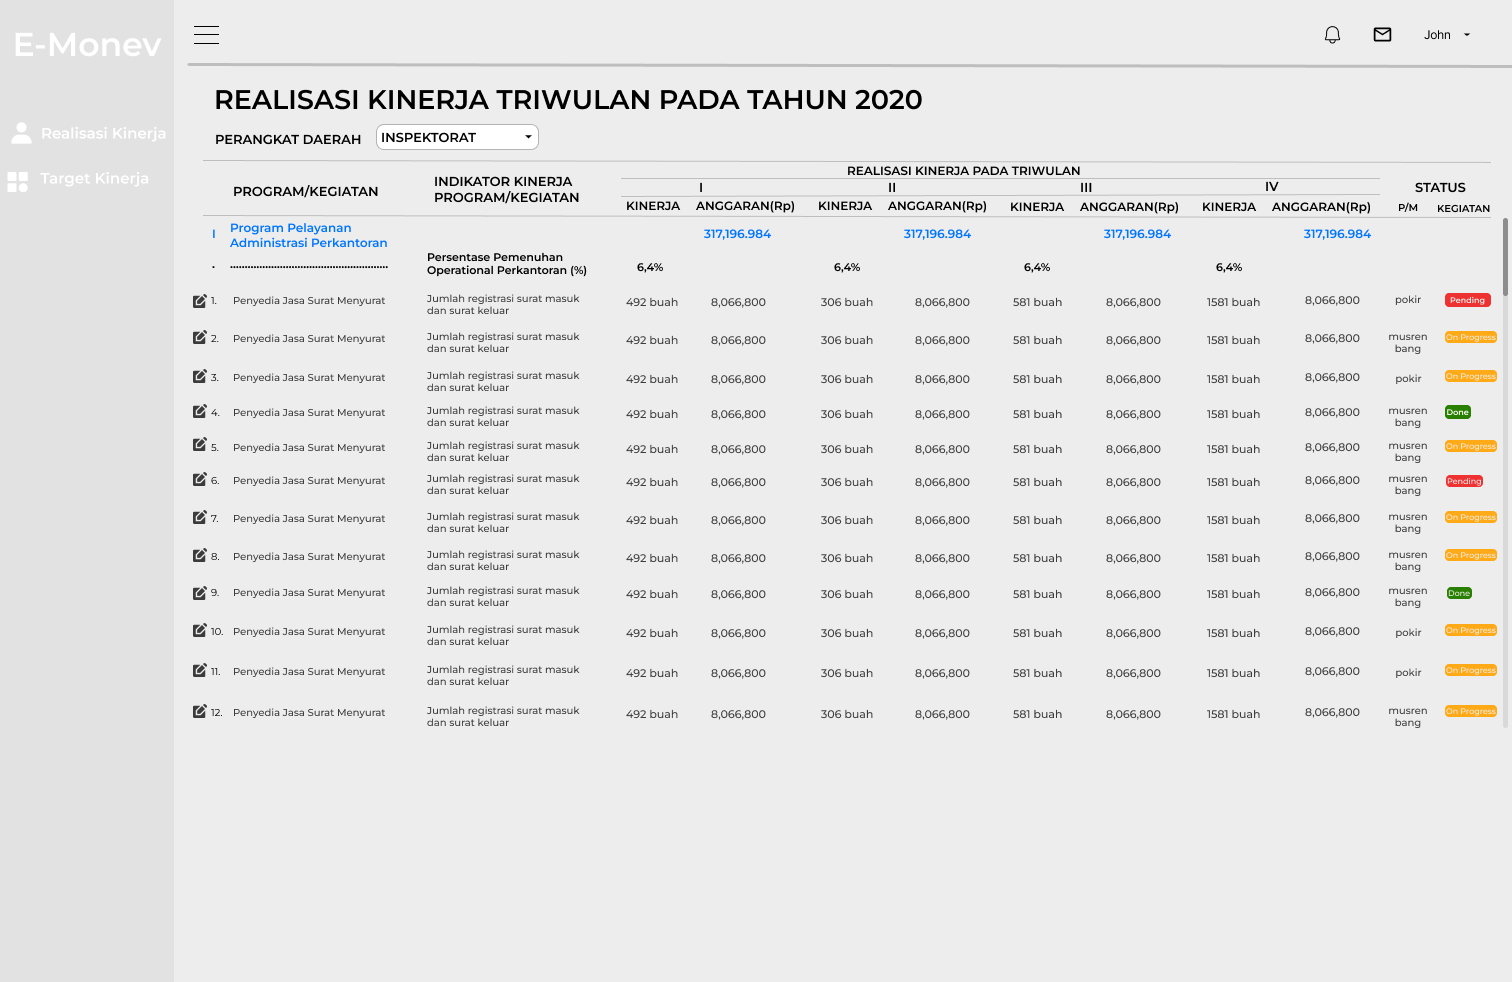 E-Monev
John
Realisasi Kinerja
Target Kinerja
REALISASI KINERJA TRIWULAN PADA TAHUN 2020
PERANGKAT DAERAH INSPEKTORAT
REALISASI KINERJA PADA TRIWULAN
PROGRAM/KEGIATAN INDIKATOR KINERJA PROGRAM/KEGIATAN I II III IV STATUS
KINERJA ANGGARAN(Rp) KINERJA ANGGARAN(Rp) KINERJA ANGGARAN(Rp) KINERJA ANGGARAN(Rp) P/M KEGIATAN
I Program Pelayanan Administrasi Perkantoran 317,196.984 317,196.984 317,196.984 317,196.984
. ...................................................... Persentase Pemenuhan Operational Perkantoran (%) 6,4% 6,4% 6,4% 6,4%
1. Penyedia Jasa Surat Menyurat Jumlah registrasi surat masuk dan surat keluar 492 buah 8,066,800 306 buah 8,066,800 581 buah 8,066,800 1581 buah 8,066,800 pokir Pending
2. Penyedia Jasa Surat Menyurat Jumlah registrasi surat masuk dan surat keluar 492 buah 8,066,800 306 buah 8,066,800 581 buah 8,066,800 1581 buah 8,066,800 musren bang On Progress
3. Penyedia Jasa Surat Menyurat Jumlah registrasi surat masuk dan surat keluar 492 buah 8,066,800 306 buah 8,066,800 581 buah 8,066,800 1581 buah 8,066,800 pokir On Progress
4. Penyedia Jasa Surat Menyurat Jumlah registrasi surat masuk dan surat keluar 492 buah 8,066,800 306 buah 8,066,800 581 buah 8,066,800 1581 buah 8,066,800 musren bang Done
5. Penyedia Jasa Surat Menyurat Jumlah registrasi surat masuk dan surat keluar 492 buah 8,066,800 306 buah 8,066,800 581 buah 8,066,800 1581 buah 8,066,800 musren bang On Progress
6. Penyedia Jasa Surat Menyurat Jumlah registrasi surat masuk dan surat keluar 492 buah 8,066,800 306 buah 8,066,800 581 buah 8,066,800 1581 buah 8,066,800 musren bang Pending
7. Penyedia Jasa Surat Menyurat Jumlah registrasi surat masuk dan surat keluar 492 buah 8,066,800 306 buah 8,066,800 581 buah 8,066,800 1581 buah 8,066,800 musren bang On Progress
8. Penyedia Jasa Surat Menyurat Jumlah registrasi surat masuk dan surat keluar 492 buah 8,066,800 306 buah 8,066,800 581 buah 8,066,800 1581 buah 8,066,800 musren bang On Progress
9. Penyedia Jasa Surat Menyurat Jumlah registrasi surat masuk dan surat keluar 492 buah 8,066,800 306 buah 8,066,800 581 buah 8,066,800 1581 buah 8,066,800 musren bang Done
10. Penyedia Jasa Surat Menyurat Jumlah registrasi surat masuk dan surat keluar 492 buah 8,066,800 306 buah 8,066,800 581 buah 8,066,800 1581 buah 8,066,800 pokir On Progress
11. Penyedia Jasa Surat Menyurat Jumlah registrasi surat masuk dan surat keluar 492 buah 8,066,800 306 buah 8,066,800 581 buah 8,066,800 1581 buah 8,066,800 pokir On Progress
12. Penyedia Jasa Surat Menyurat Jumlah registrasi surat masuk dan surat keluar 492 buah 8,066,800 306 buah 8,066,800 581 buah 8,066,800 1581 buah 8,066,800 musren bang On Progress